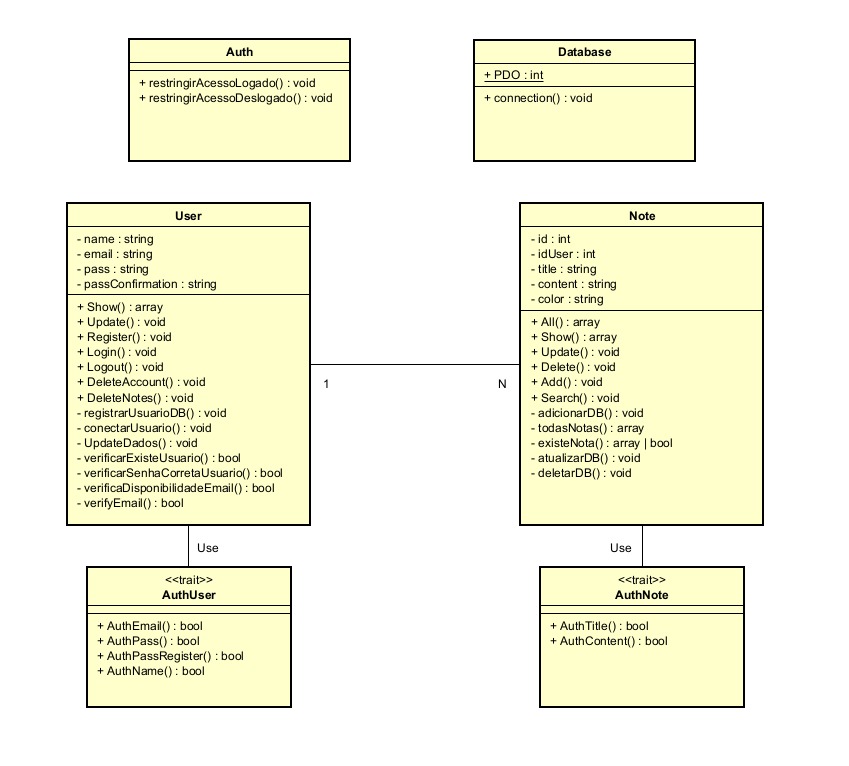 Auth
+ restringirAcessoLogado() : void
+ restringirAcessoDeslogado() : void
Database
+ PDO : int
+ connection() : void
User
- name : string
- email : string
- pass : string
- passConfirmation : string
+ Show() : array
+ Update() : void
+ Register() : void
+ Login() : void
+ Logout() : void
+ DeleteAccount() : void
+ DeleteNotes() : void
- registrarUsuarioDB() : void
- conectarUsuario() : void
- UpdateDados() : void
- verificarExisteUsuario() : bool
- verificarSenhaCorretaUsuario() : bool
- verificaDisponibilidadeEmail() : bool
- verifyEmail() : bool
1
N
Note
- id : int
- idUser : int
- title : string
- content : string
- color : string
+ All() : array
+ Show() : array
+ Update() : void
+ Delete() : void
+ Add() : void
+ Search() : void
- adicionarDB() : void
- todasNotas() : array
- existeNota() : array | bool
- atualizarDB() : void
- deletarDB() : void
Use
<<trait>>
AuthUser
+ AuthEmail() : bool
+ AuthPass() : bool
+ AuthPassRegister() : bool
+ AuthName() : bool
Use
<<trait>>
AuthNote
+ AuthTitle() : bool
+ AuthContent() : bool